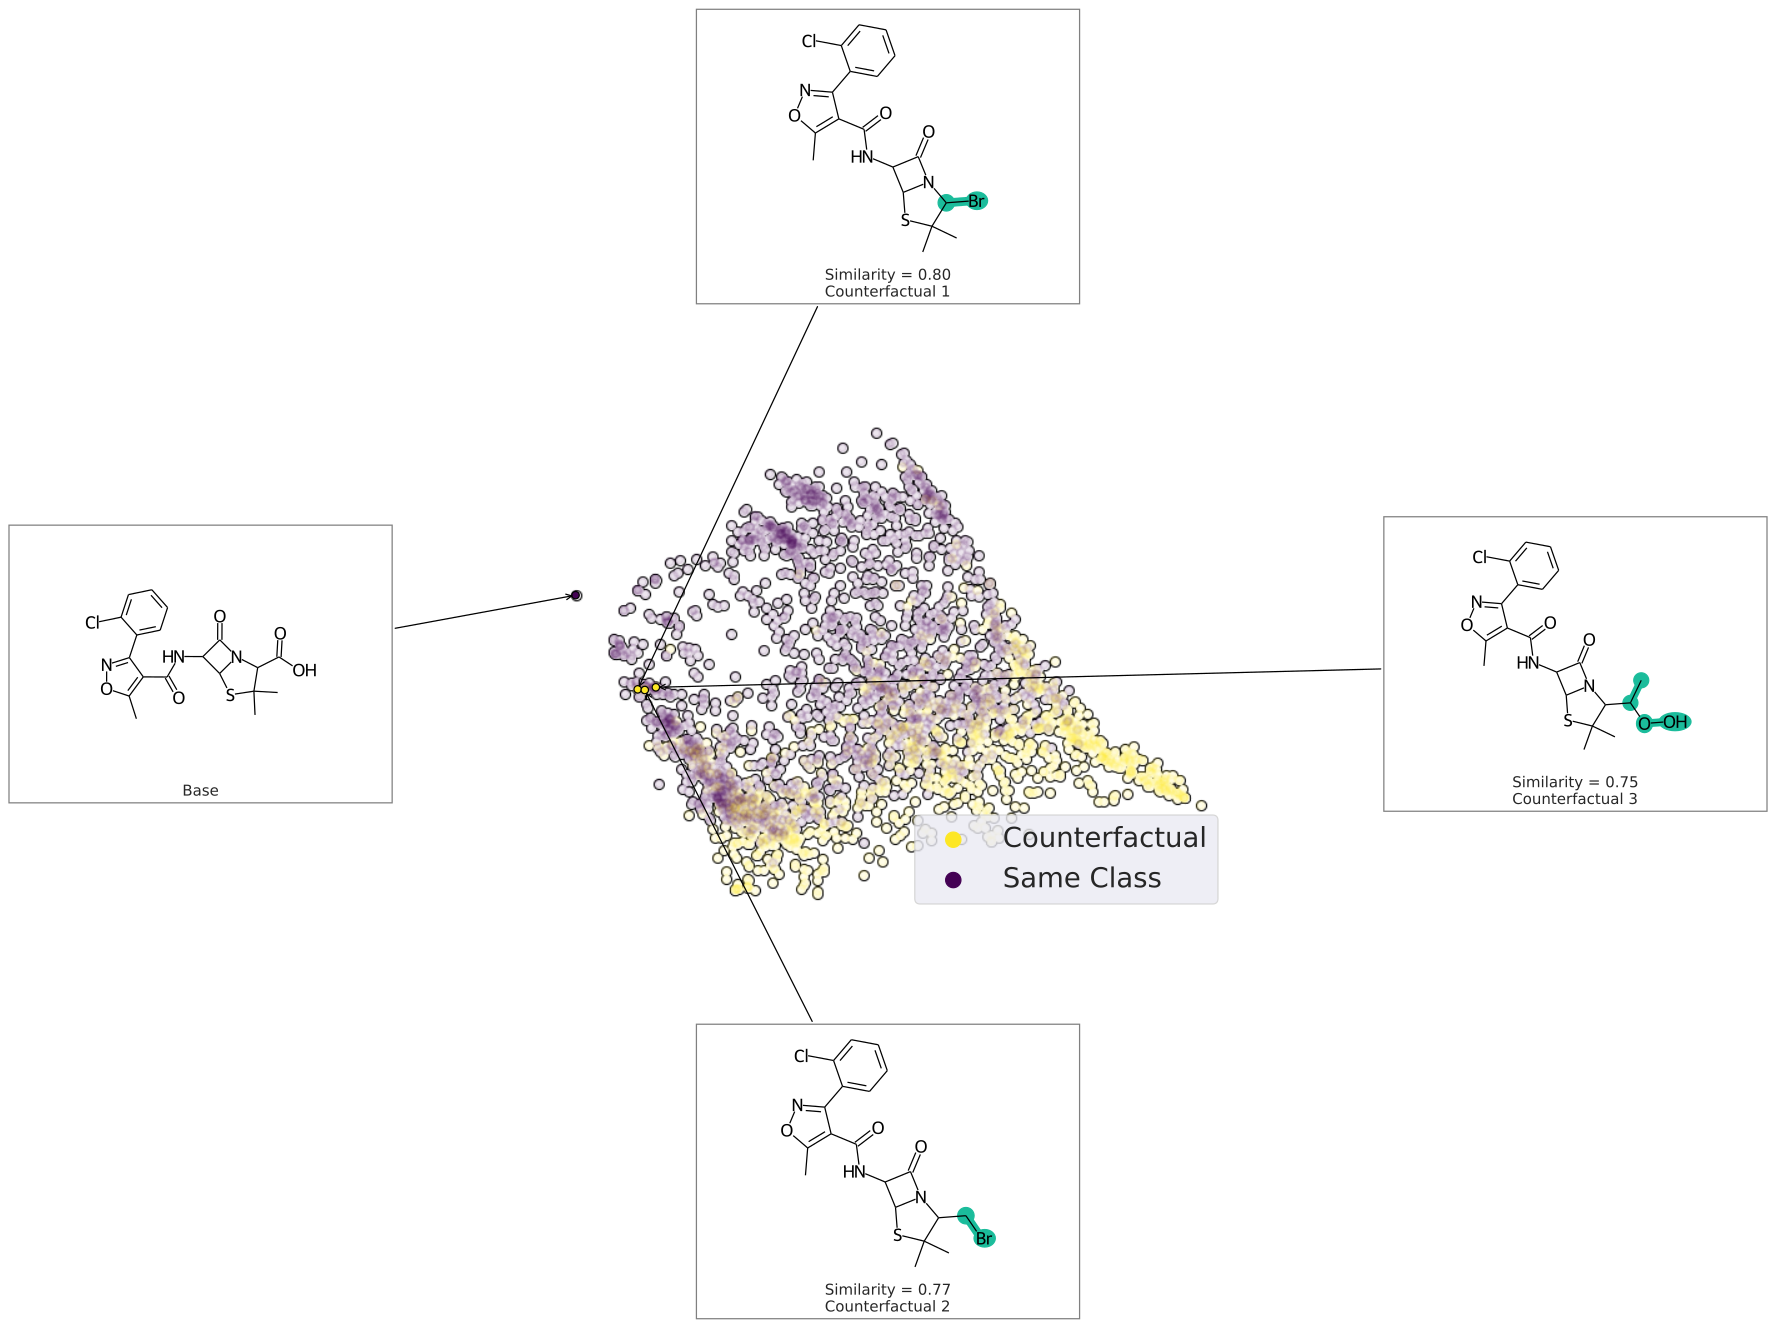 Cl
N
O
O
HN
O
N
S
Br
Similarity = 0.80
Counterfactual 1
Cl
N
O
HN
O
O
N
O
OH
S
Base
Cl
N
O
O
HN
O
N
S
O
OH
Similarity = 0.75
Counterfactual 3
Counterfactual
Same Class
Cl
N
O
O
HN
O
N
S
Br
Similarity = 0.77
Counterfactual 2